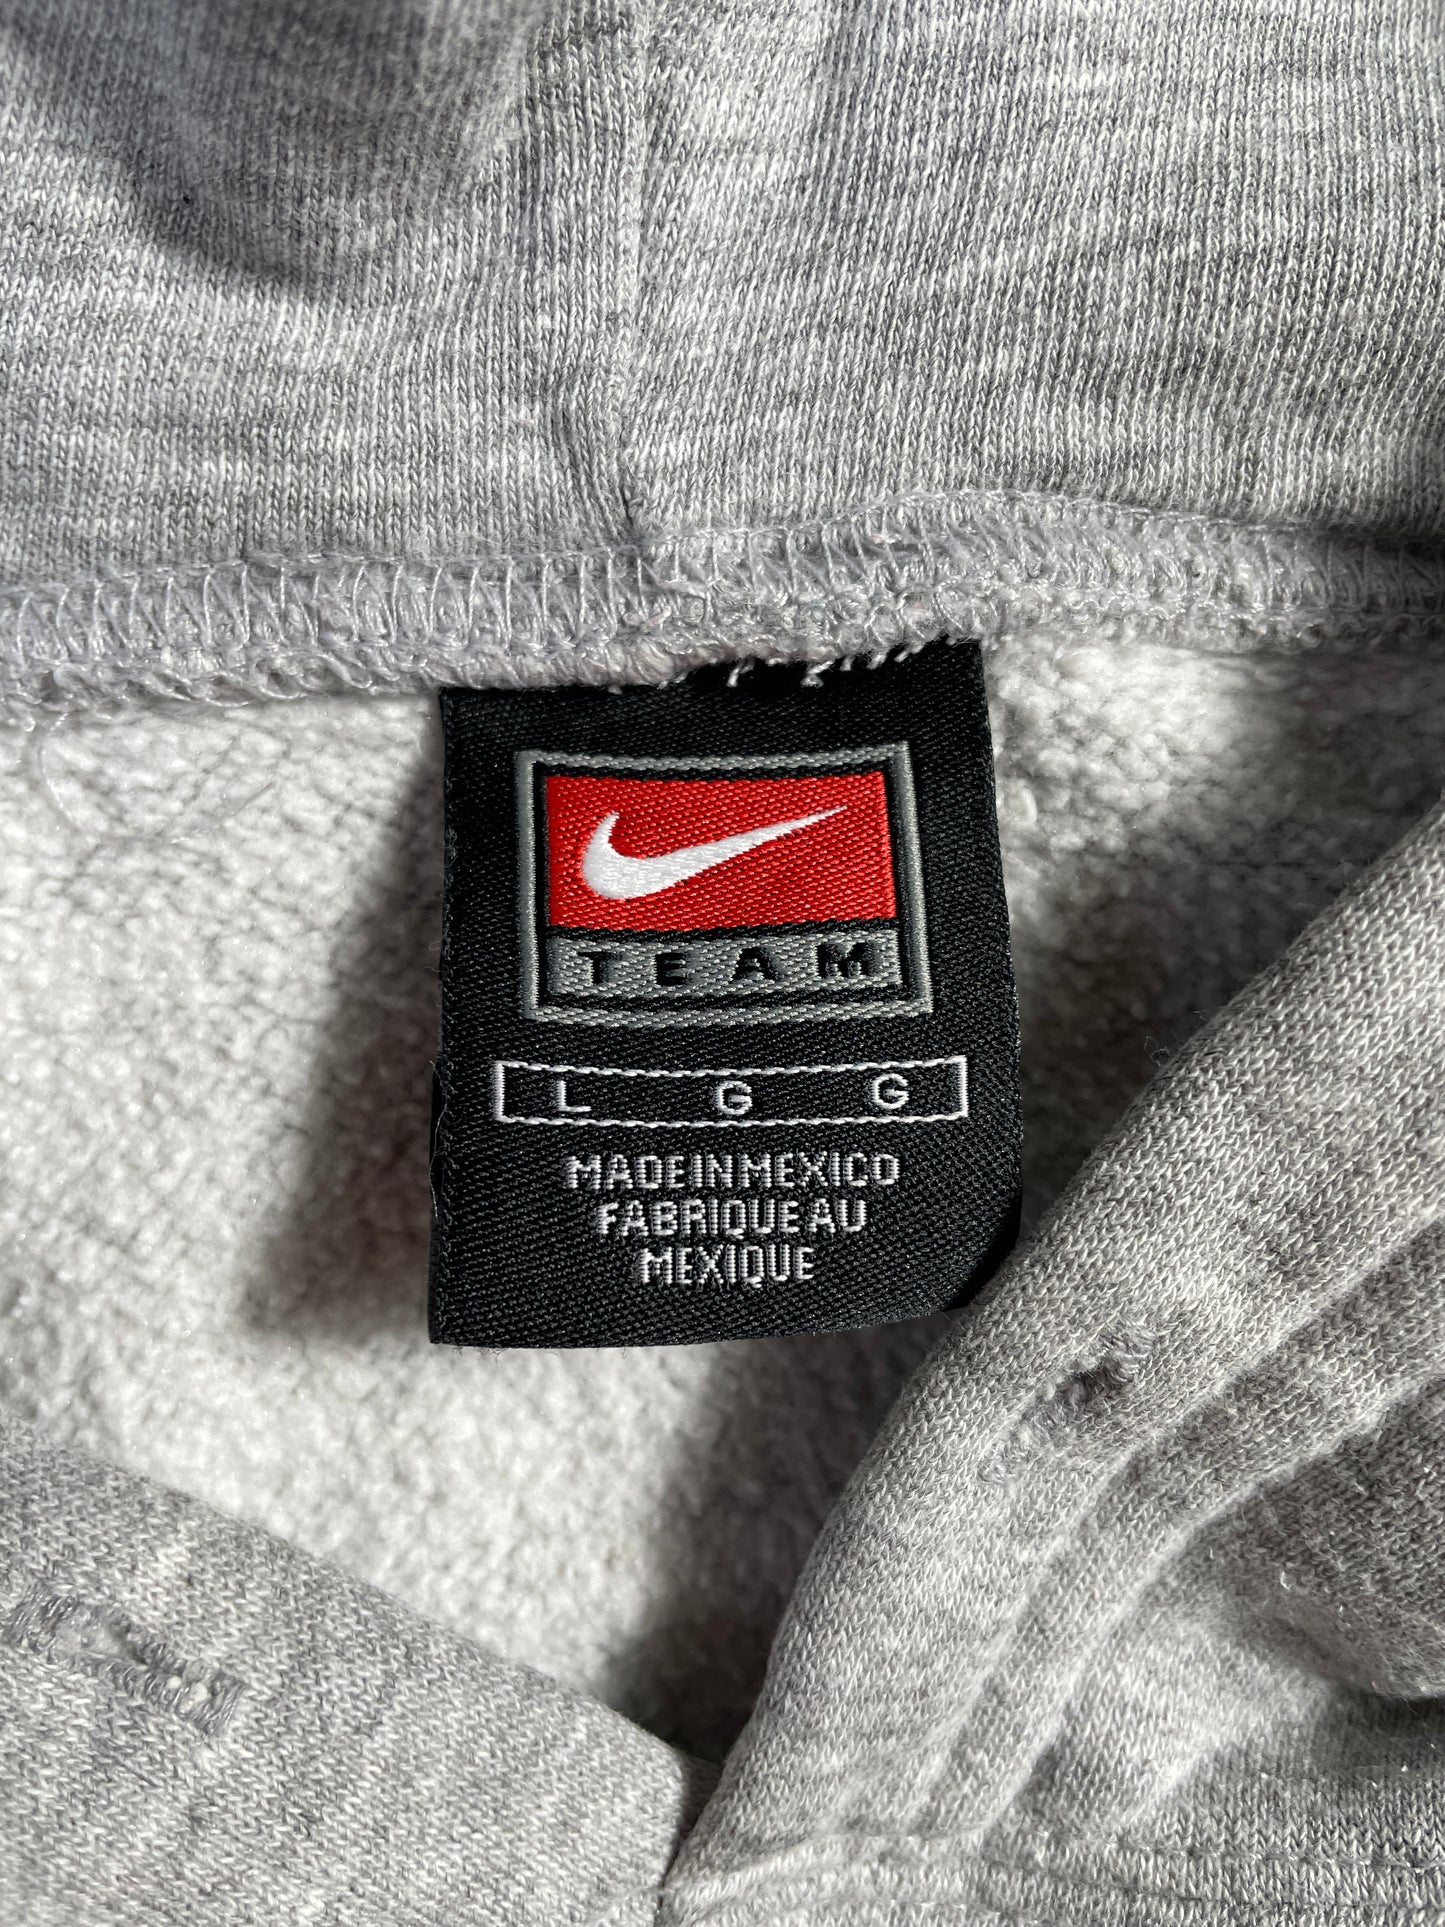 TEAM
L G G
MADE IN MEXICO
FABRIQUE AU
MEXIQUE